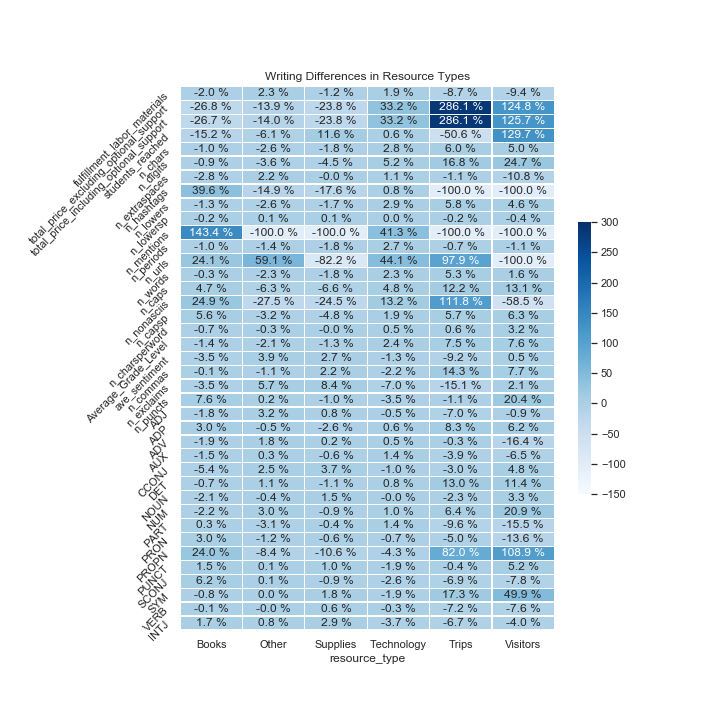 Writing Differences in Resource Types
fulfillment_labor_materials -2.0 % 2.3 % -1.2 % 1.9 % -8.7 % -9.4 %
total_price_excluding_optional_support -26.8 % -13.9 % -23.8 % 33.2 % 286.1 % 124.8 %
total_price_including_optional_support -26.7 % -14.0 % -23.8 % 33.2 % 286.1 % 125.7 %
students_reached -15.2 % -6.1 % 11.6 % 0.6 % -50.6 % 129.7 %
n_chars -1.0 % -2.6 % -1.8 % 2.8 % 6.0 % 5.0 %
n_digits -0.9 % -3.6 % -4.5 % 5.2 % 16.8 % 24.7 %
n_extraspaces -2.8 % 2.2 % -0.0 % 1.1 % -1.1 % -10.8 %
n_hashtags 39.6 % -14.9 % -17.6 % 0.8 % -100.0 % -100.0 %
n_lowers -1.3 % -2.6 % -1.7 % 2.9 % 5.8 % 4.6 %
n_lowersp -0.2 % 0.1 % 0.1 % 0.0 % -0.2 % -0.4 %
n_mentions 143.4 % -100.0 % -100.0 % 41.3 % -100.0 % -100.0 %
n_periods -1.0 % -1.4 % -1.8 % 2.7 % -0.7 % -1.1 %
n_urls 24.1 % 59.1 % -82.2 % 44.1 % 97.9 % -100.0 %
n_words -0.3 % -2.3 % -1.8 % 2.3 % 5.3 % 1.6 %
n_caps 4.7 % -6.3 % -6.6 % 4.8 % 12.2 % 13.1 %
n_nonasciis 24.9 % -27.5 % -24.5 % 13.2 % 111.8 % -58.5 %
n_capsp 5.6 % -3.2 % -4.8 % 1.9 % 5.7 % 6.3 %
n_charsperword -0.7 % -0.3 % -0.0 % 0.5 % 0.6 % 3.2 %
Average_Grade_Level -1.4 % -2.1 % -1.3 % 2.4 % 7.5 % 7.6 %
ave_sentiment -3.5 % 3.9 % 2.7 % -1.3 % -9.2 % 0.5 %
n_commas -0.1 % -1.1 % 2.2 % -2.2 % 14.3 % 7.7 %
n_exclaims -3.5 % 5.7 % 8.4 % -7.0 % -15.1 % 2.1 %
n_puncts 7.6 % 0.2 % -1.0 % -3.5 % -1.1 % 20.4 %
ADJ -1.8 % 3.2 % 0.8 % -0.5 % -7.0 % -0.9 %
ADP 3.0 % -0.5 % -2.6 % 0.6 % 8.3 % 6.2 %
ADV -1.9 % 1.8 % 0.2 % 0.5 % -0.3 % -16.4 %
AUX -1.5 % 0.3 % -0.6 % 1.4 % -3.9 % -6.5 %
CCONJ -5.4 % 2.5 % 3.7 % -1.0 % -3.0 % 4.8 %
DET -0.7 % 1.1 % -1.1 % 0.8 % 13.0 % 11.4 %
NOUN -2.1 % -0.4 % 1.5 % -0.0 % -2.3 % 3.3 %
NUM -2.2 % 3.0 % -0.9 % 1.0 % 6.4 % 20.9 %
PART 0.3 % -3.1 % -0.4 % 1.4 % -9.6 % -15.5 %
PRON 3.0 % -1.2 % -0.6 % -0.7 % -5.0 % -13.6 %
PROPN 24.0 % -8.4 % -10.6 % -4.3 % 82.0 % 108.9 %
PUNCT 1.5 % 0.1 % 1.0 % -1.9 % -0.4 % 5.2 %
SCONJ 6.2 % 0.1 % -0.9 % -2.6 % -6.9 % -7.8 %
SYM -0.8 % 0.0 % 1.8 % -1.9 % 17.3 % 49.9 %
VERB -0.1 % -0.0 % 0.6 % -0.3 % -7.2 % -7.6 %
INTJ 1.7 % 0.8 % 2.9 % -3.7 % -6.7 % -4.0 %
Books Other Supplies Technology Trips Visitors
resource_type
300
250
200
150
100
50
0
−50
−100
−150